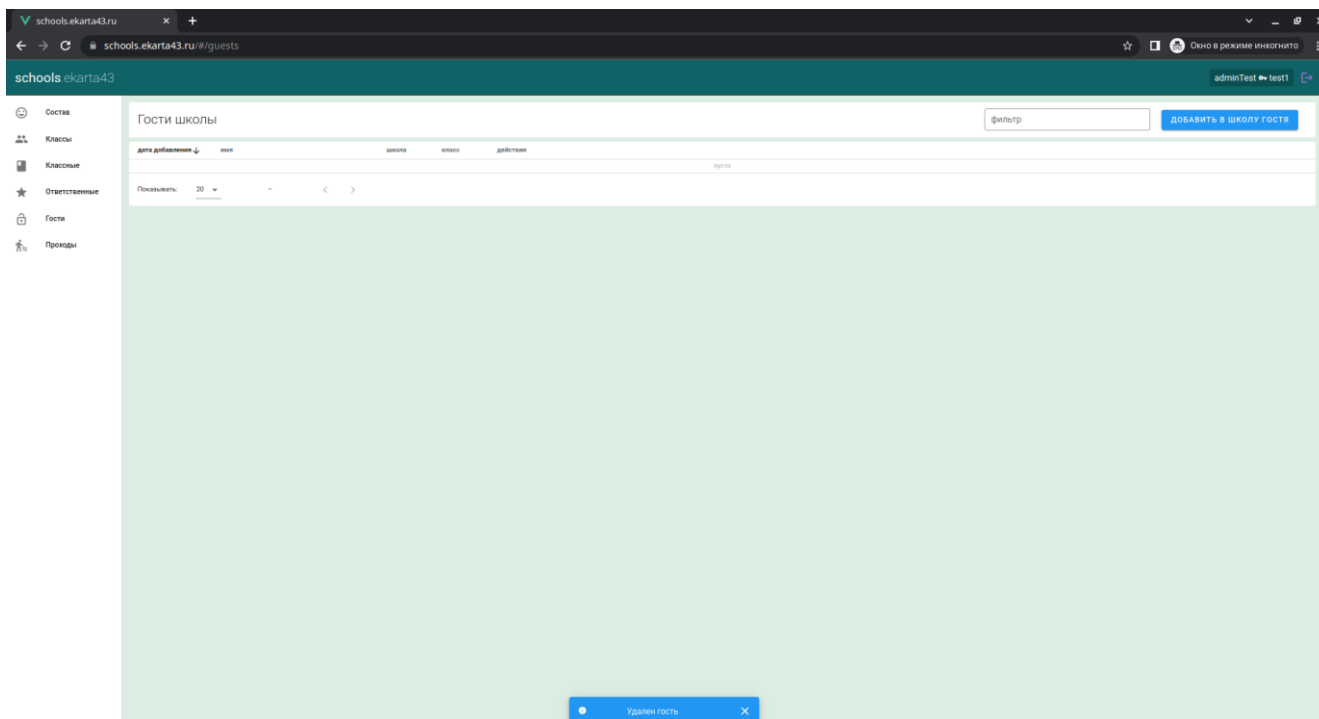 schools.ekarta43.ru
schools.ekarta43.ru/#/guests
Окно в режиме инкогнито
schools.ekarta43
adminTest test1
Состав
Классы
Классные
Ответственные
Гости
Проходы
Гости школы
фильтр
ДОБАВИТЬ В ШКОЛУ ГОСТЯ
дата добавления имя школа класс действия
пусто
Показывать: 20 –
Удален гость